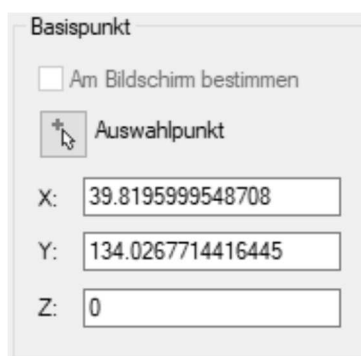 Basispunkt
Am Bildschirm bestimmen
Auswahlpunkt
X: 39.8195999548708
Y: 134.0267714416445
Z: 0